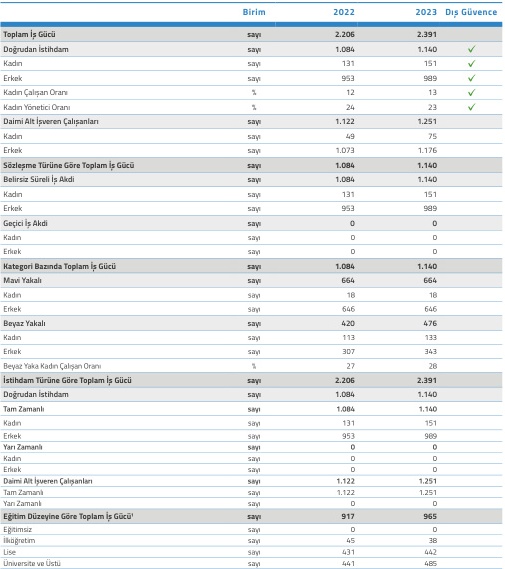 Birim 2022 2023 Dış Güvence
Toplam İş Gücü sayı 2.206 2.391
Doğrudan İstihdam sayı 1.084 1.140 ✓
Kadın sayı 131 151 ✓
Erkek sayı 953 989 ✓
Kadın Çalışan Oranı % 12 13 ✓
Kadın Yönetici Oranı % 24 23 ✓
Daimi Alt İşveren Çalışanları sayı 1.122 1.251
Kadın sayı 49 75
Erkek sayı 1.073 1.176
Sözleşme Türüne Göre Toplam İş Gücü sayı 1.084 1.140
Belirsiz Süreli İş Akdi sayı 1.084 1.140
Kadın sayı 131 151
Erkek sayı 953 989
Geçici İş Akdi sayı 0 0
Kadın sayı 0 0
Erkek sayı 0 0
Kategori Bazında Toplam İş Gücü sayı 1.084 1.140
Mavi Yakalı sayı 664 664
Kadın sayı 18 18
Erkek sayı 646 646
Beyaz Yakalı sayı 420 476
Kadın sayı 113 133
Erkek sayı 307 343
Beyaz Yaka Kadın Çalışan Oranı % 27 28
İstihdam Türüne Göre Toplam İş Gücü sayı 2.206 2.391
Doğrudan İstihdam sayı 1.084 1.140
Tam Zamanlı sayı 1.084 1.140
Kadın sayı 131 151
Erkek sayı 953 989
Yarı Zamanlı sayı 0 0
Kadın sayı 0 0
Erkek sayı 0 0
Daimi Alt İşveren Çalışanları sayı 1.122 1.251
Tam Zamanlı sayı 1.122 1.251
Yarı Zamanlı sayı 0 0
Eğitim Düzeyine Göre Toplam İş Gücü¹ sayı 917 965
Eğitimsiz sayı 0 0
İlköğretim sayı 45 38
Lise sayı 431 442
Üniversite ve Üstü sayı 441 485